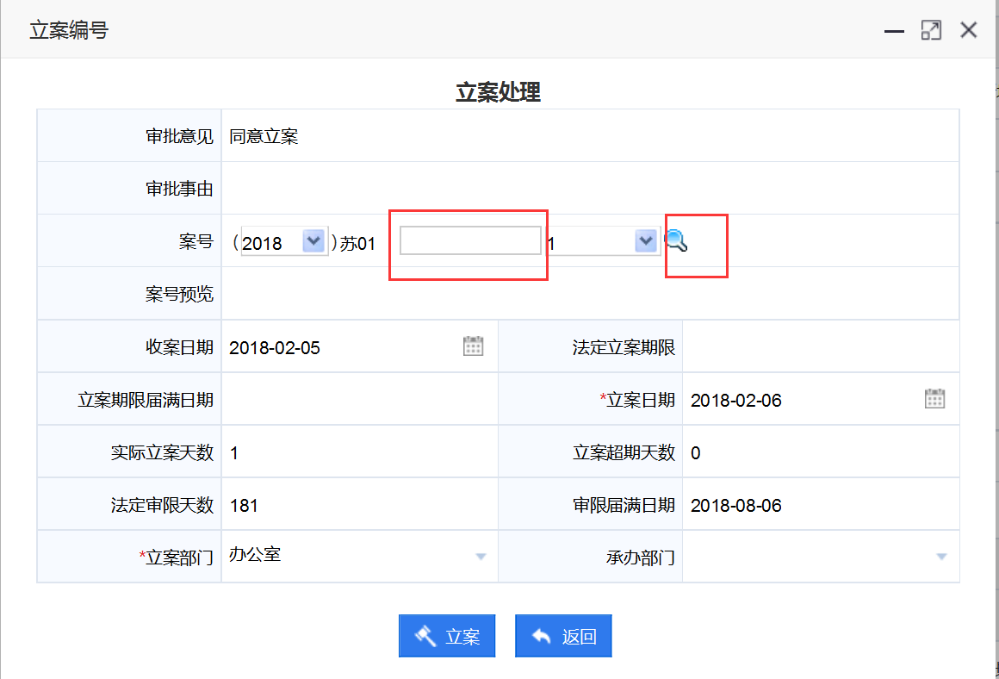 立案编号
立案处理
审批意见 同意立案
审批事由
案号 (2018)苏01 1
案号预览
收案日期 2018-02-05 法定立案期限
立案期限届满日期 *立案日期 2018-02-06
实际立案天数 1 立案超期天数 0
法定审限天数 181 审限届满日期 2018-08-06
*立案部门 办公室 承办部门
立案 返回